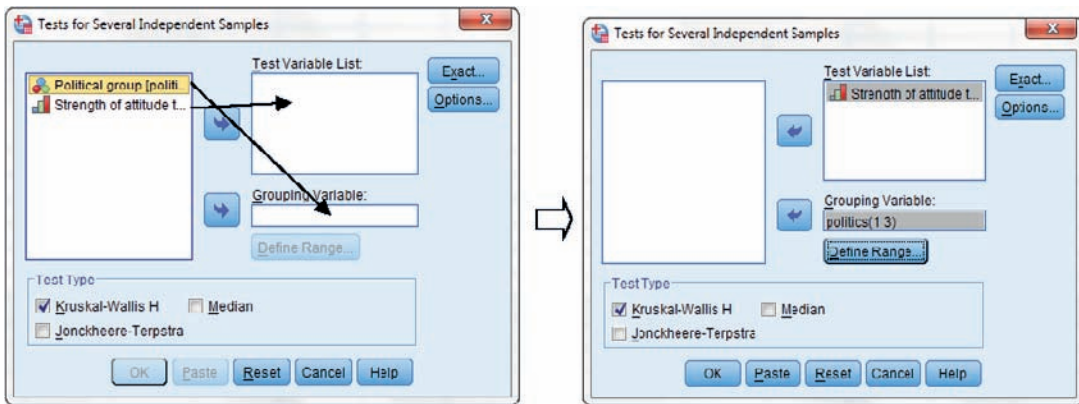 Tests for Several Independent Samples
Test Variable List:
Political group [politi...
Strength of attitude t...
Exact...
Options...
Grouping Variable:
Define Range...
Test Type
Kruskal-Wallis H
Median
Jonckheere-Terpstra
OK
Paste
Reset
Cancel
Help
Tests for Several Independent Samples
Test Variable List:
Strength of attitude t...
Exact...
Options...
Grouping Variable:
politics(1 3)
Define Range...
Test Type
Kruskal-Wallis H
Median
Jonckheere-Terpstra
OK
Paste
Reset
Cancel
Help